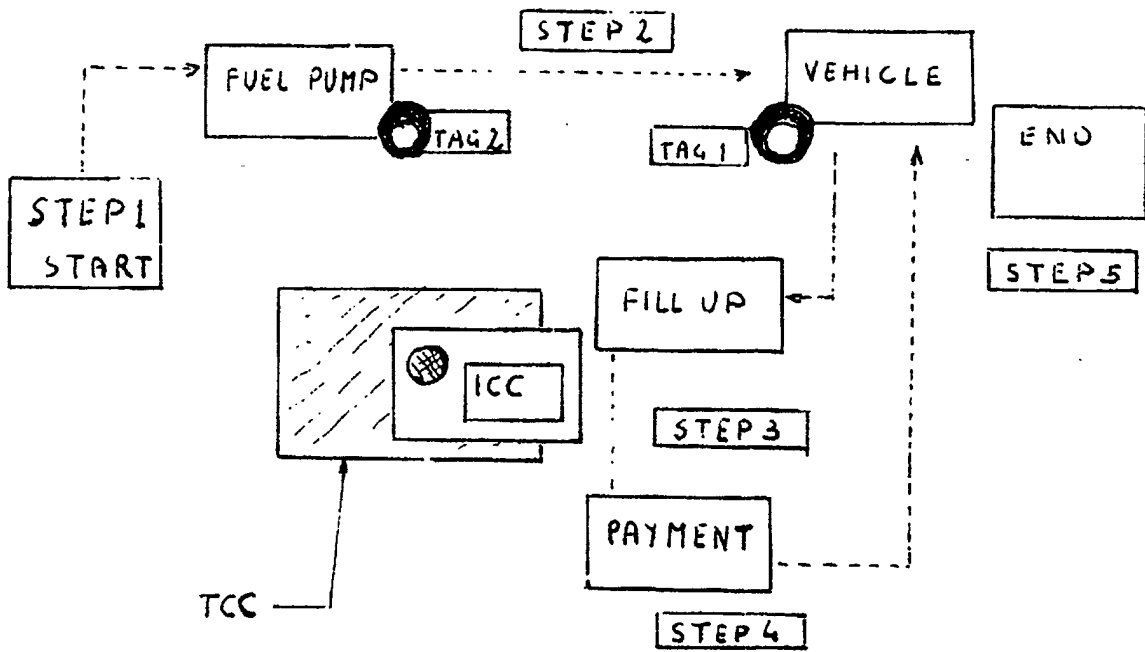 STEP 2
FUEL PUMP
VEHICLE
TAG 2
TAG 1
END
STEP 1
START
STEP 5
FILL UP
ICC
STEP 3
PAYMENT
TCC
STEP 4